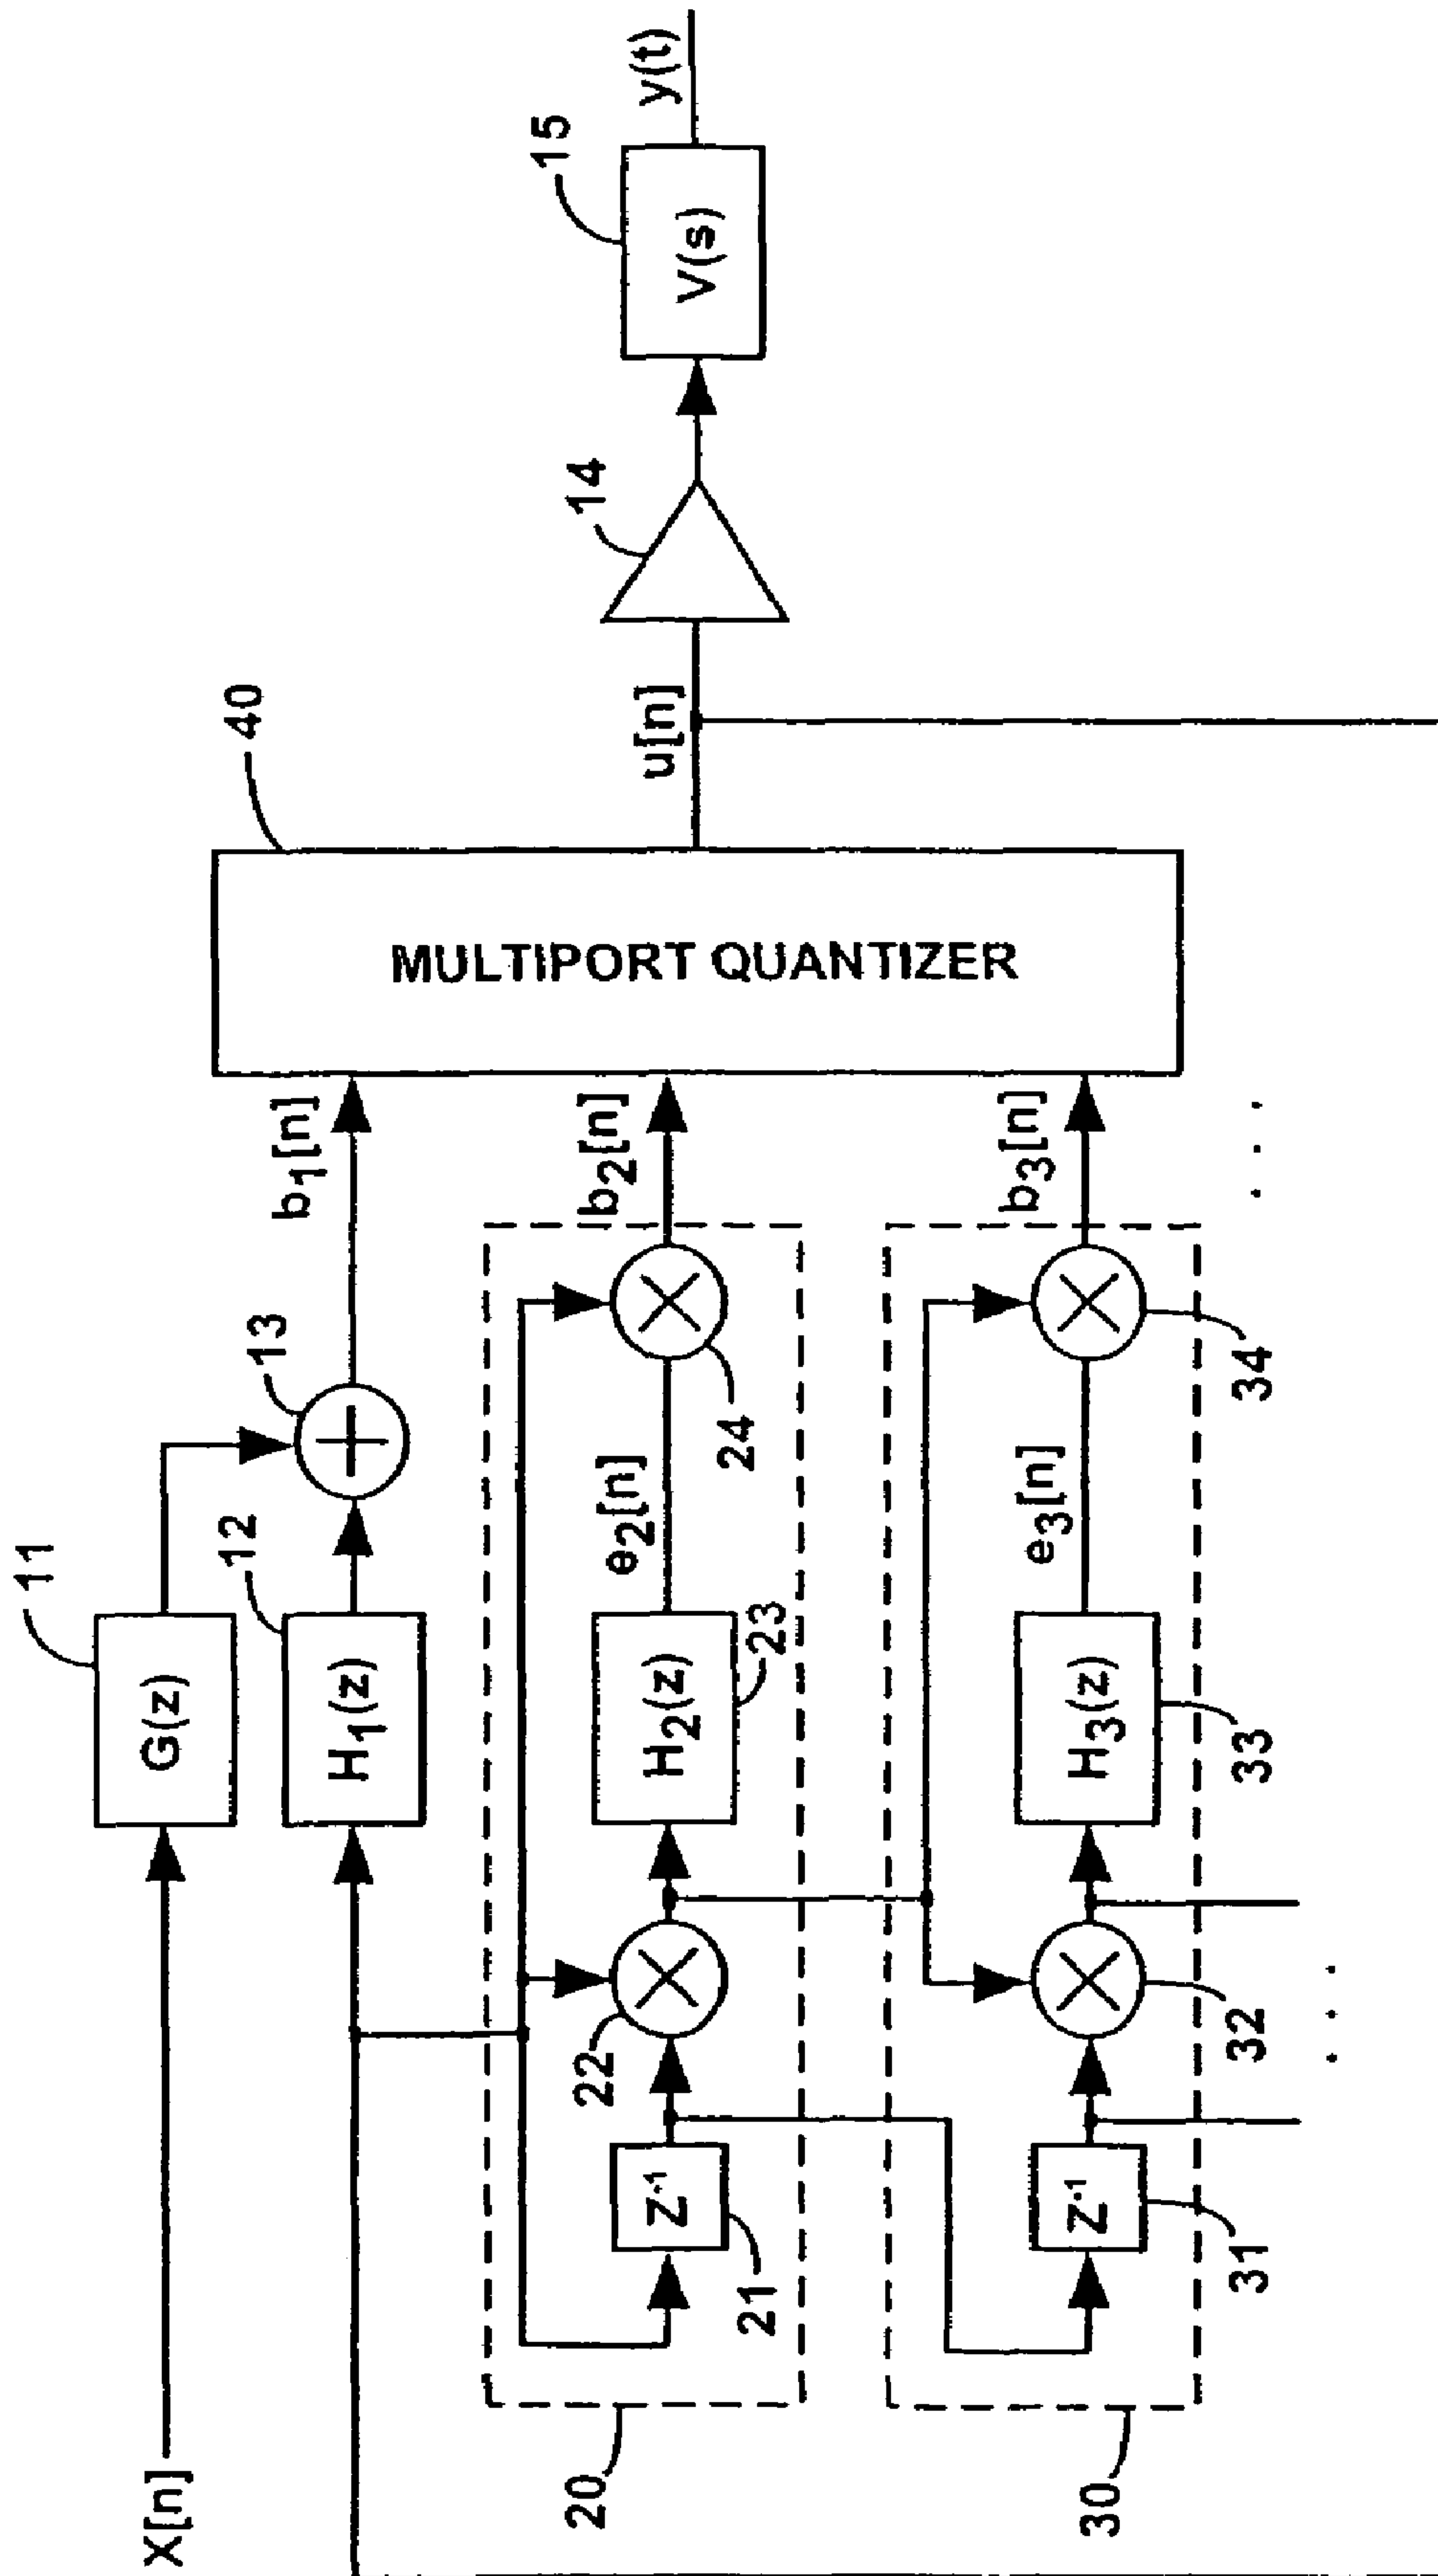 X[n]
11
G(z)
12
H1(z)
13
b1[n]
40
MULTIPORT QUANTIZER
u[n]
14
15
V(s)
y(t)
20
21
Z-1
22
H2(z)
23
e2[n]
24
b2[n]
30
31
Z-1
32
H3(z)
33
e3[n]
34
b3[n]
. . .
. . .